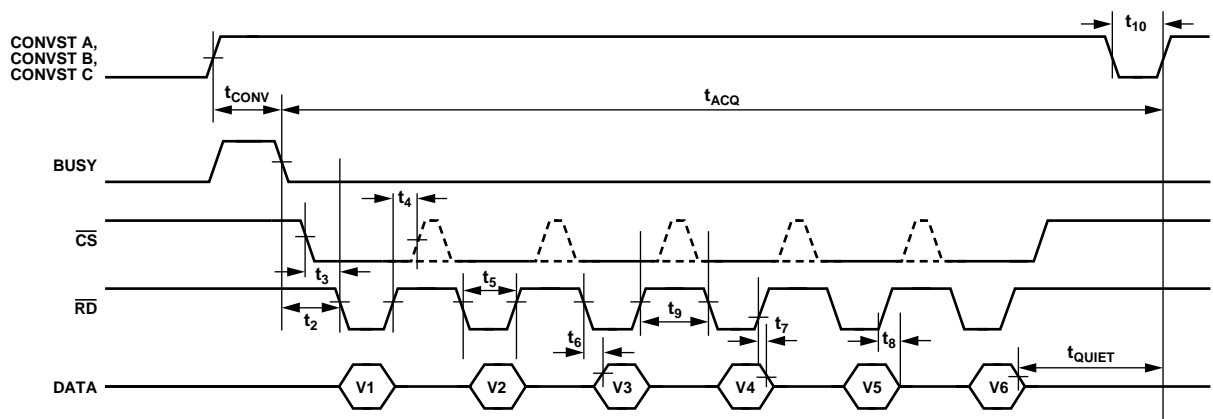 CONVST A,
CONVST B,
CONVST C
t10
tCONV
tACQ
BUSY
t4
CS
t3
t5
RD
t2
t9
t7
t6
t8
tQUIET
DATA
V1
V2
V3
V4
V5
V6